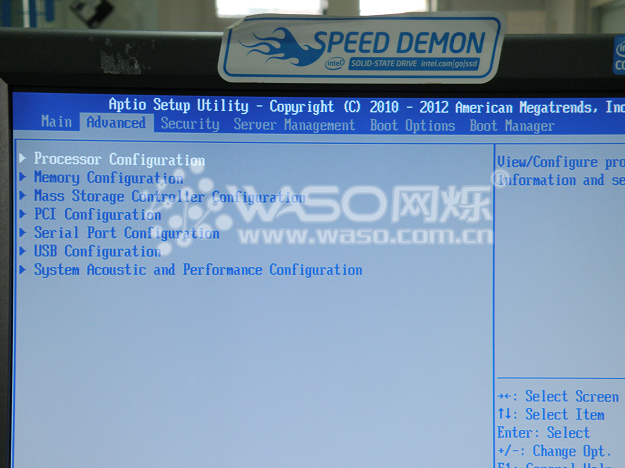 SPEED DEMON
intel SOLID-STATE DRIVE intel.com/go/ssd
Aptio Setup Utility - Copyright (C) 2010 - 2012 American Megatrends, Inc
Main Advanced Security Server Management Boot Options Boot Manager
Processor Configuration
Memory Configuration
Mass Storage Controller Configuration
PCI Configuration
Serial Port Configuration
USB Configuration
System Acoustic and Performance Configuration
View/Configure pro
information and se
WASO网烁®
www.waso.com.cn
→←: Select Screen
↑↓: Select Item
Enter: Select
+/-: Change Opt.
F1: General Help